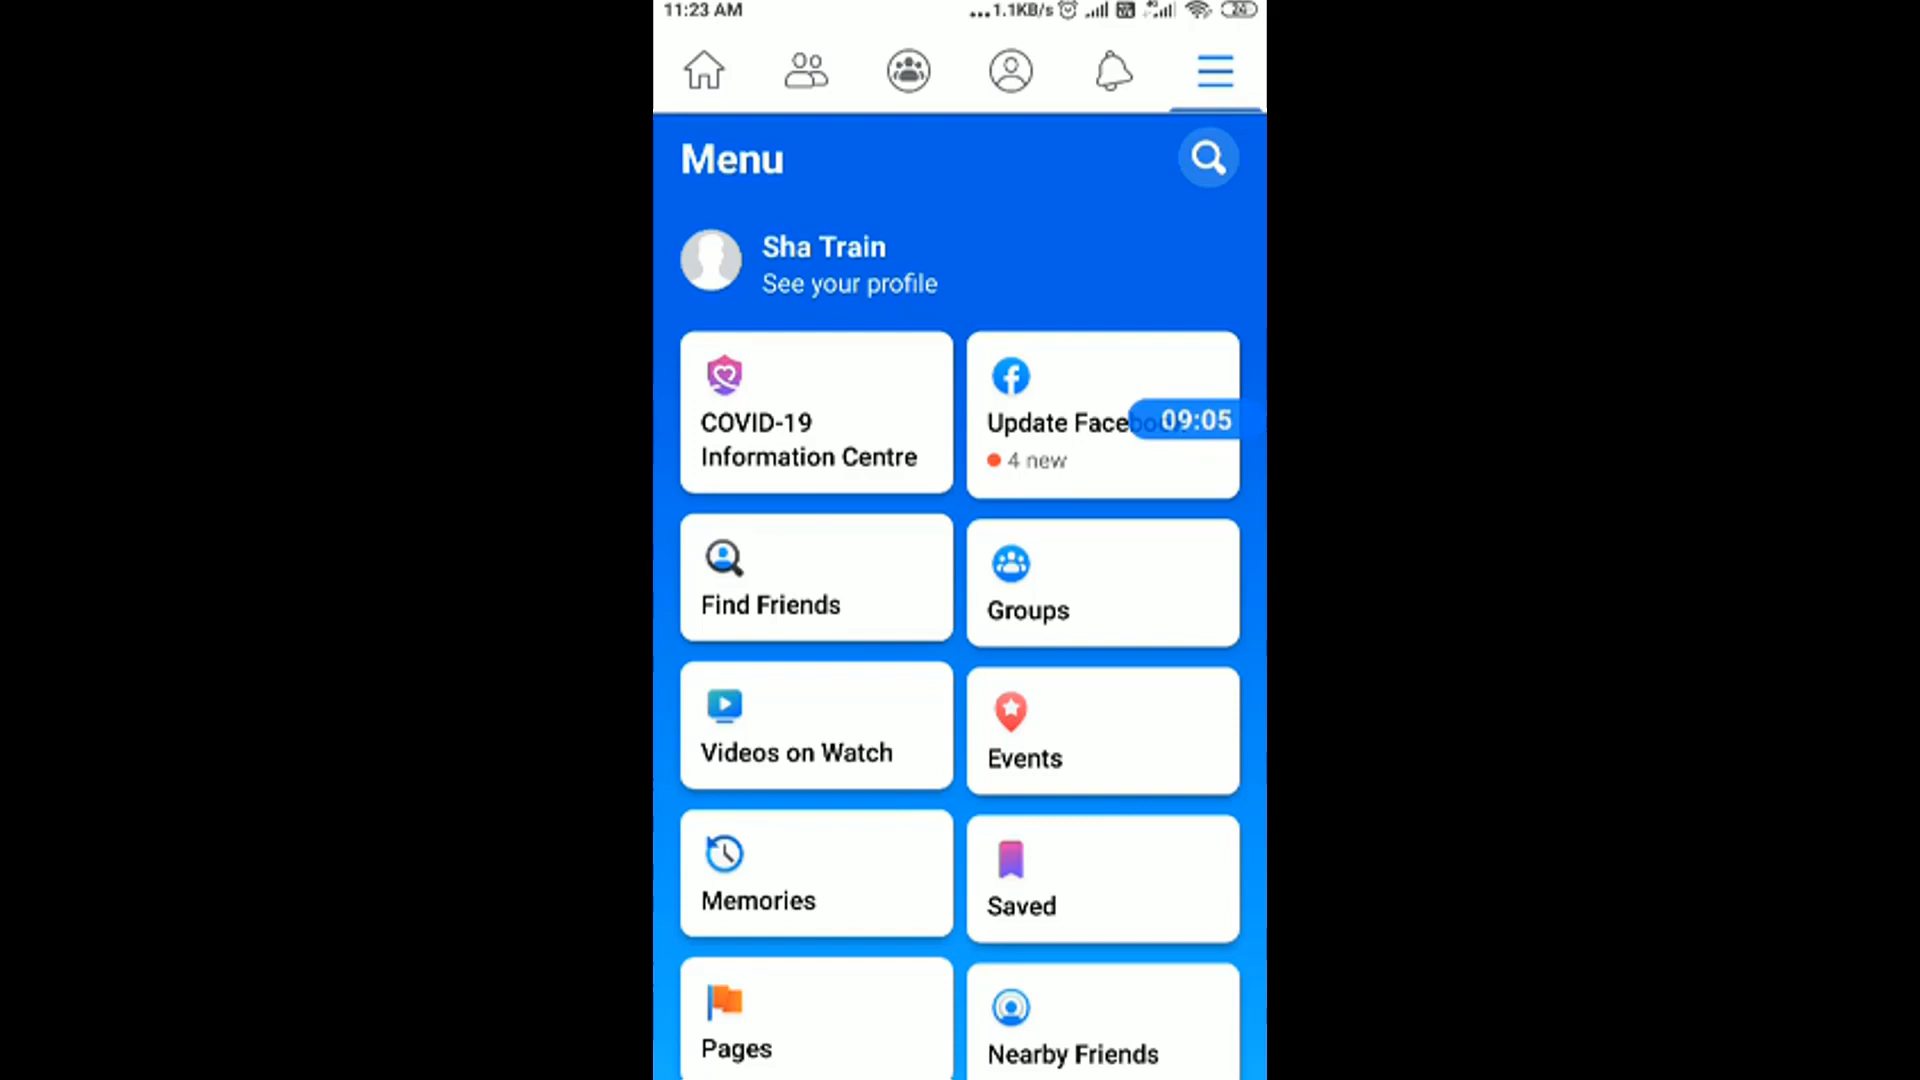 11:23 AM
...1.1KB/s
24
Menu
Sha Train
See your profile
COVID-19
Information Centre
Update Facebook
09:05
4 new
Find Friends
Groups
Videos on Watch
Events
Memories
Saved
Pages
Nearby Friends